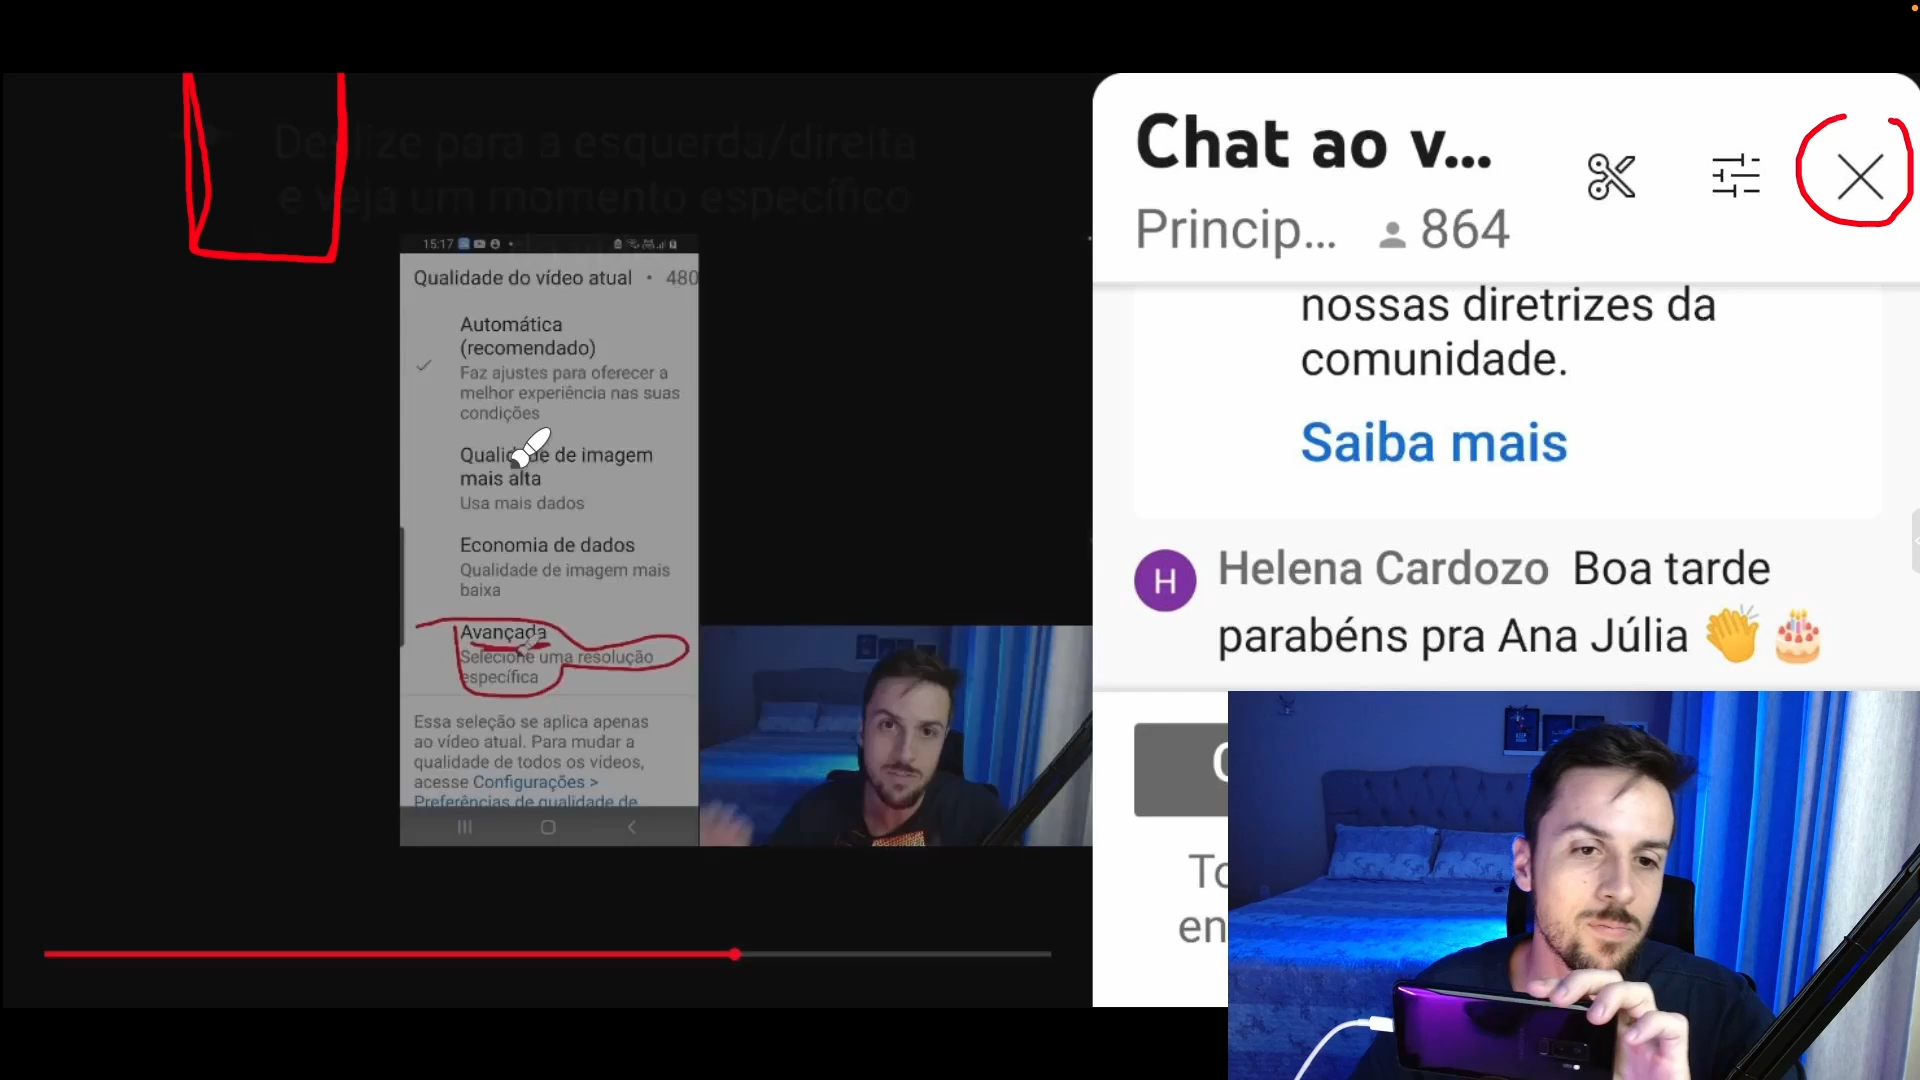 Deslize para a esquerda/direita
e veja um momento específico
15:17
Qualidade do vídeo atual • 480
Automática
(recomendado)
Faz ajustes para oferecer a
melhor experiência nas suas
condições
Qualidade de imagem
mais alta
Usa mais dados
Economia de dados
Qualidade de imagem mais
baixa
Avançada
Selecione uma resolução
específica
Essa seleção se aplica apenas
ao vídeo atual. Para mudar a
qualidade de todos os vídeos,
acesse Configurações >
Preferências de qualidade de
Chat ao v...
Princip... 864
nossas diretrizes da
comunidade.
Saiba mais
H Helena Cardozo Boa tarde
parabéns pra Ana Júlia 👏 🎂
To
en